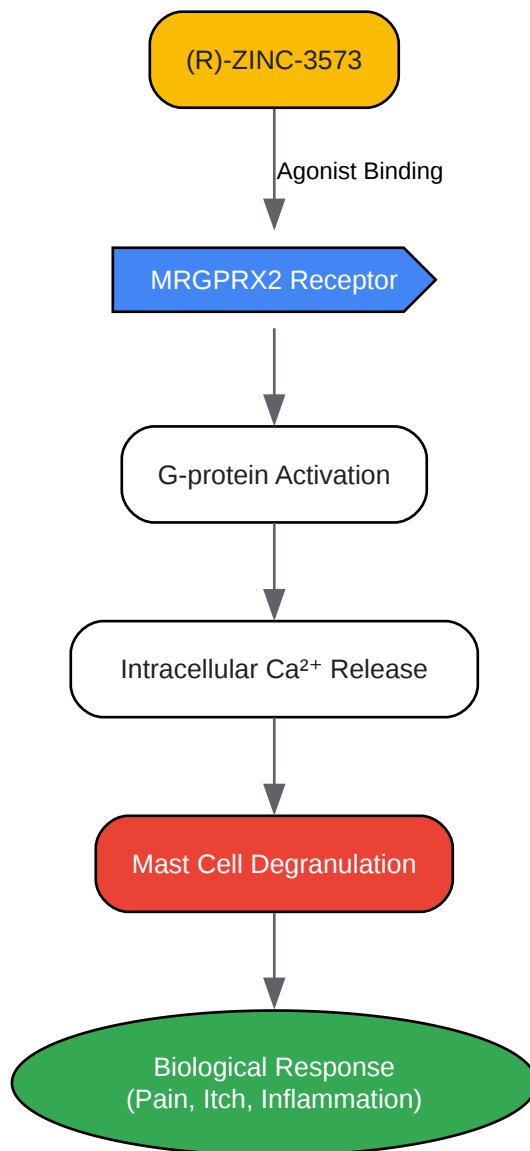 (R)-ZINC-3573
Agonist Binding
MRGPRX2 Receptor
G-protein Activation
Intracellular Ca²⁺ Release
Mast Cell Degranulation
Biological Response
(Pain, Itch, Inflammation)